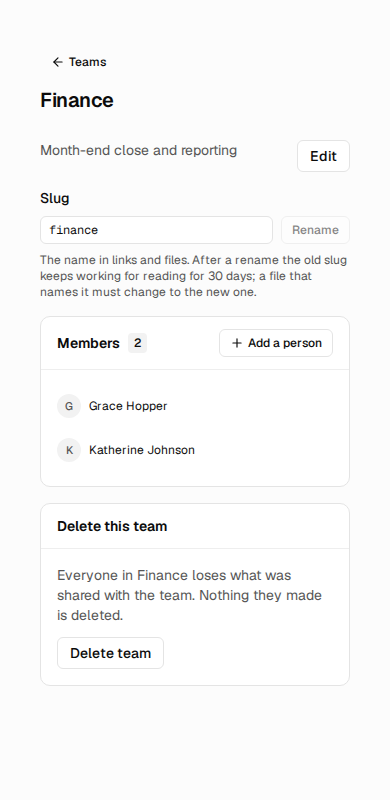 Teams
Finance
Month-end close and reporting
Edit
Slug
finance
Rename
The name in links and files. After a rename the old slug
keeps working for reading for 30 days; a file that
names it must change to the new one.
Members 2
Add a person
G Grace Hopper
K Katherine Johnson
Delete this team
Everyone in Finance loses what was
shared with the team. Nothing they made
is deleted.
Delete team